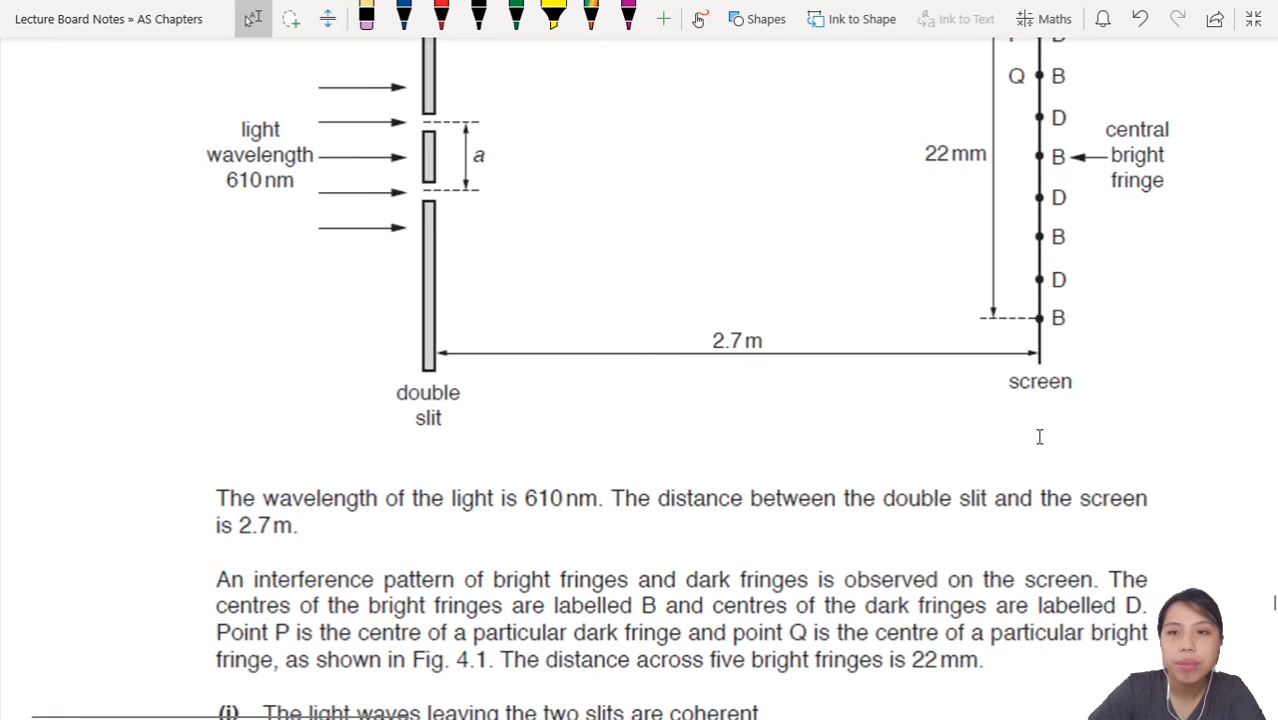 Lecture Board Notes » AS Chapters
Shapes
Ink to Shape
Ink to Text
Maths
Q B
D
light
wavelength
610 nm
a
22 mm
B
central
bright
fringe
D
B
D
B
2.7 m
screen
double
slit
The wavelength of the light is 610 nm. The distance between the double slit and the screen
is 2.7 m.
An interference pattern of bright fringes and dark fringes is observed on the screen. The
centres of the bright fringes are labelled B and centres of the dark fringes are labelled D.
Point P is the centre of a particular dark fringe and point Q is the centre of a particular bright
fringe, as shown in Fig. 4.1. The distance across five bright fringes is 22 mm.
(i) The light waves leaving the two slits are coherent.